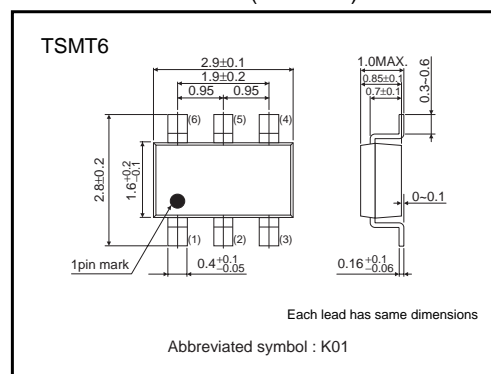 TSMT6
2.9±0.1
1.9±0.2
0.95 0.95
(6) (5) (4)
2.8±0.2
1.6+0.2 −0.1
(1) (2) (3)
1pin mark
0.4+0.1 −0.05
1.0MAX.
0.85±0.1
0.7±0.1
0.3~0.6
0~0.1
0.16+0.1 −0.06
Each lead has same dimensions
Abbreviated symbol : K01